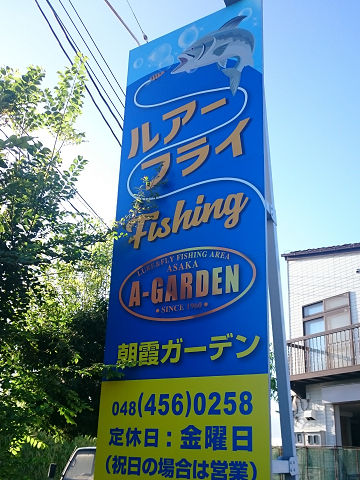 ルアー
フライ
Fishing
LURE&FLY FISHING AREA
ASAKA
A-GARDEN
• SINCE 1960 •
朝霞ガーデン
048(456)0258
定休日：金曜日
(祝日の場合は営業)